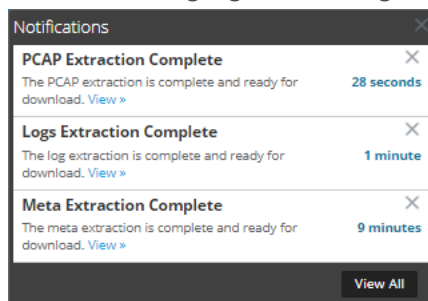 Notifications
PCAP Extraction Complete
The PCAP extraction is complete and ready for
download. View »
28 seconds
Logs Extraction Complete
The log extraction is complete and ready for
download. View »
1 minute
Meta Extraction Complete
The meta extraction is complete and ready for
download. View »
9 minutes
View All